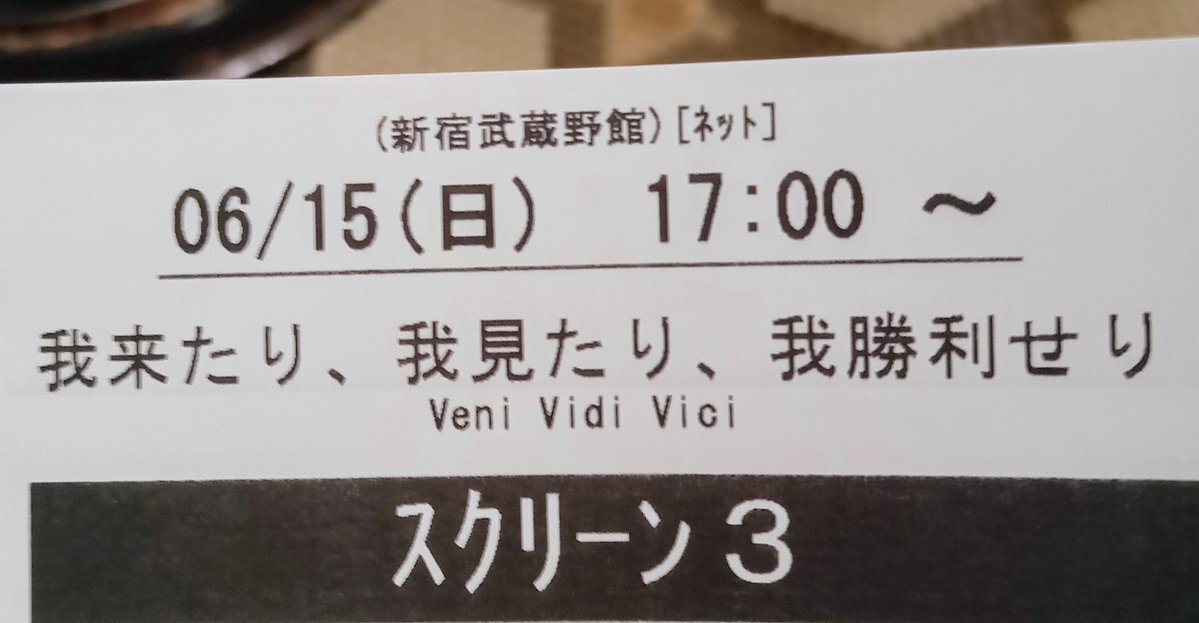 (新宿武蔵野館)[ﾈｯﾄ]
06/15(日) 17:00 ～
我来たり、我見たり、我勝利せり
Veni Vidi Vici
ｽｸﾘｰﾝ３